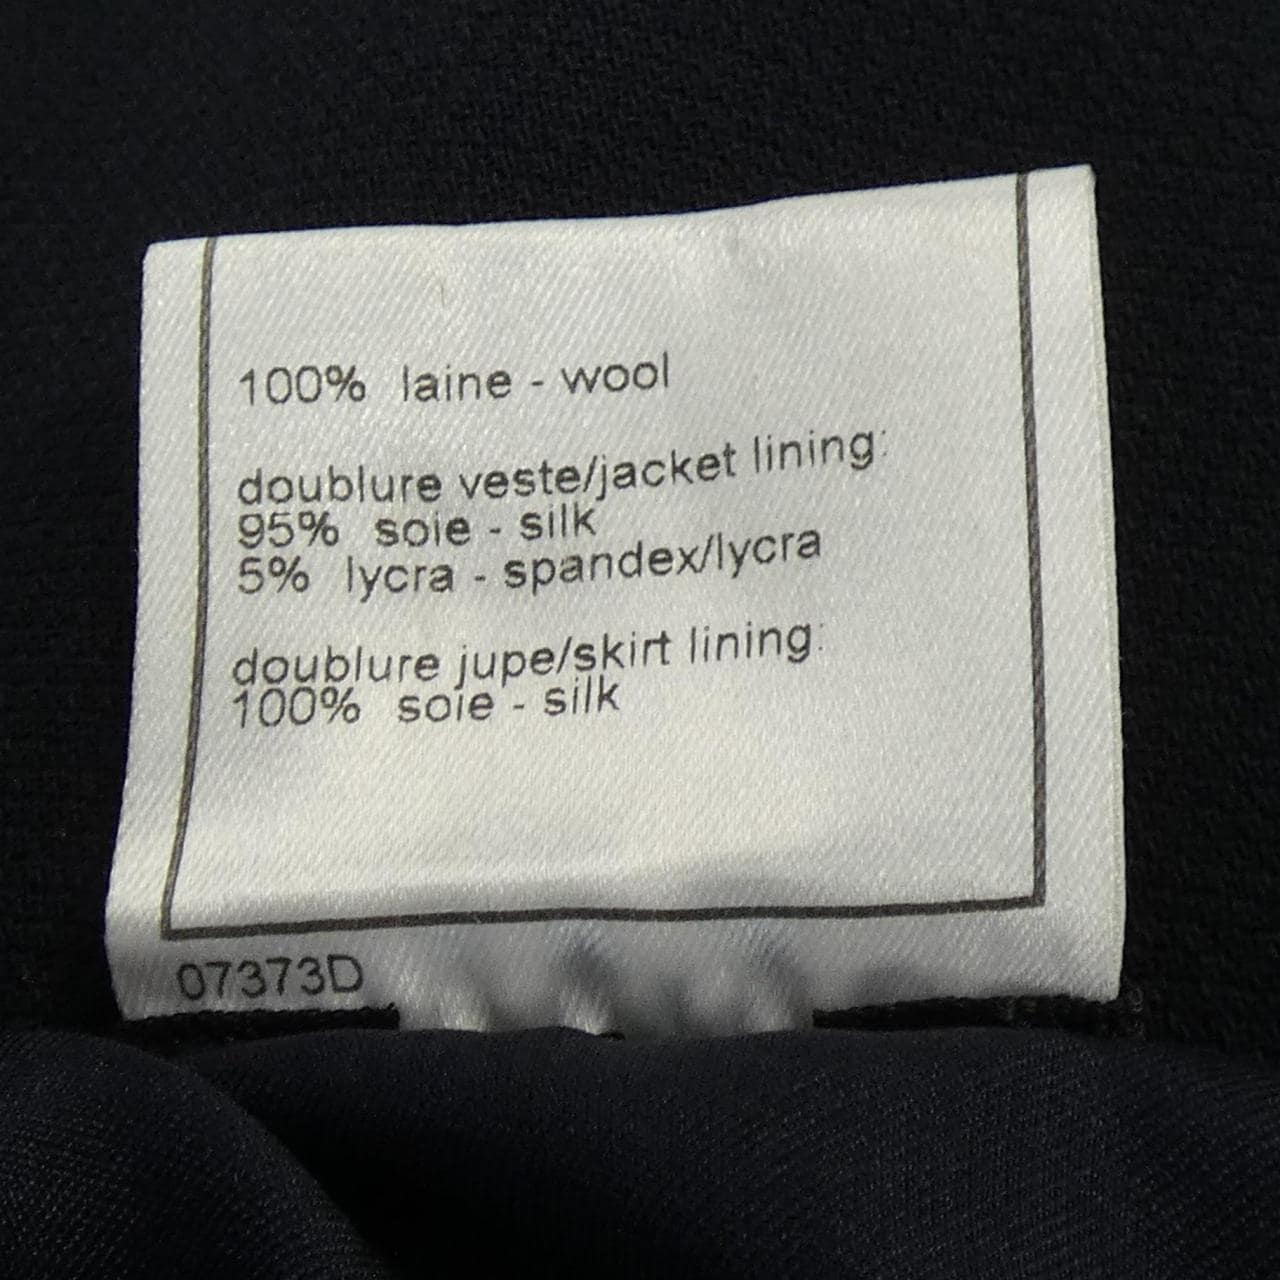 100% laine - wool
doublure veste/jacket lining:
95% soie - silk
5% lycra - spandex/lycra
doublure jupe/skirt lining:
100% soie - silk
07373D